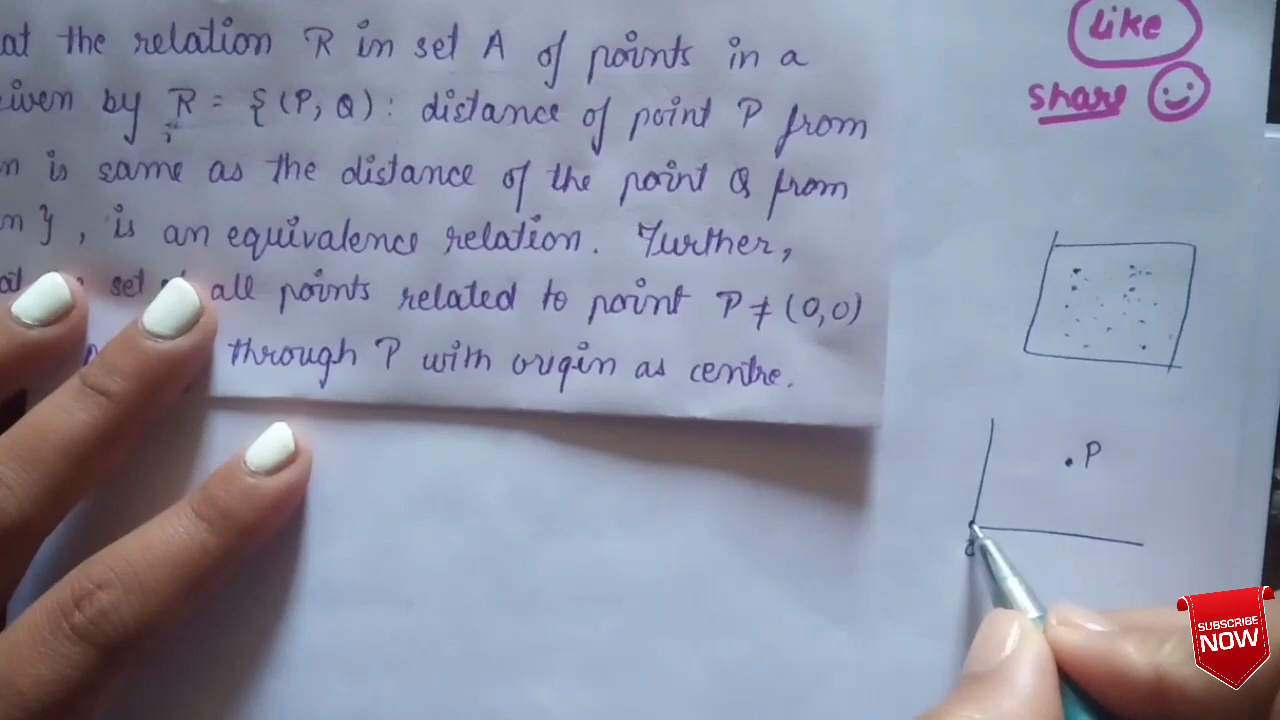 at the relation R in set A of points in a
iven by R = {(P, Q) : distance of point P from
n is same as the distance of the point Q from
n } , is an equivalence relation. Further,
at set of all points related to point P ≠ (0,0)
through P with origin as centre.
Like
share
P
SUBSCRIBE
NOW